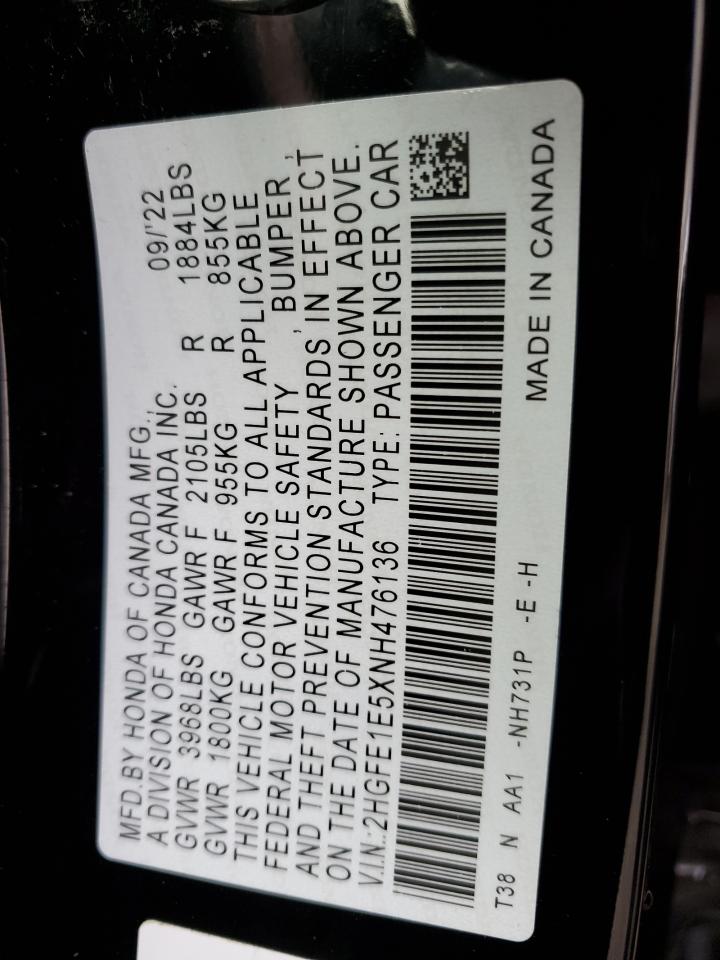 MFD.BY HONDA OF CANADA MFG.,
A DIVISION OF HONDA CANADA INC. 09/'22
GVWR 3968LBS GAWR F 2105LBS R 1884LBS
GVWR 1800KG GAWR F 955KG R 855KG
THIS VEHICLE CONFORMS TO ALL APPLICABLE
FEDERAL MOTOR VEHICLE SAFETY , BUMPER ,
AND THEFT PREVENTION STANDARDS IN EFFECT
ON THE DATE OF MANUFACTURE SHOWN ABOVE.
V.I.N.:2HGFE1E5XNH476136 TYPE: PASSENGER CAR
T38 N AA1 -NH731P -E -H
MADE IN CANADA